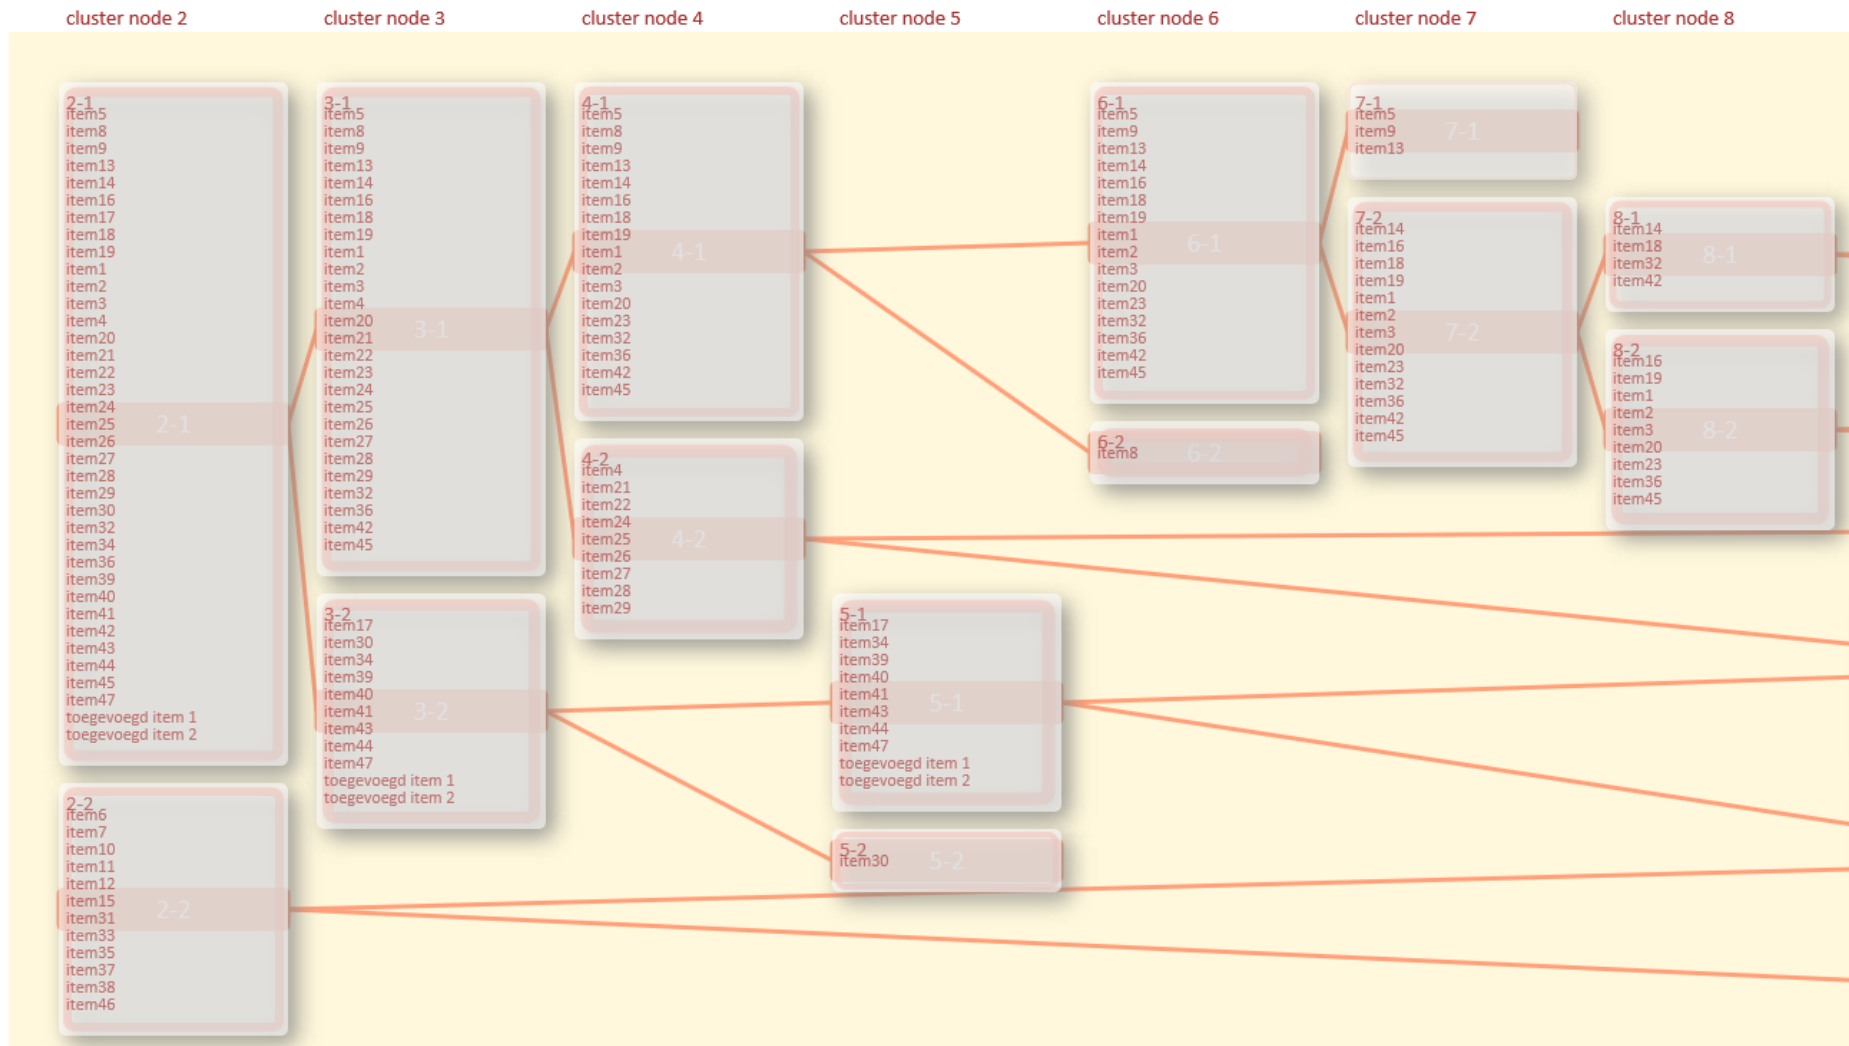 cluster node 2
cluster node 3
cluster node 4
cluster node 5
cluster node 6
cluster node 7
cluster node 8
2-1
item5
item8
item9
item13
item14
item16
item17
item18
item19
item1
item2
item3
item4
item20
item21
item22
item23
item24
item25
item26
item27
item28
item29
item30
item32
item34
item36
item39
item40
item41
item42
item43
item44
item45
item47
toegevoegd item 1
toegevoegd item 2
2-1
2-2
item6
item7
item10
item11
item12
item15
item31
item33
item35
item37
item38
item46
2-2
3-1
item5
item8
item9
item13
item14
item16
item18
item19
item1
item2
item3
item4
item20
item21
item22
item23
item24
item25
item26
item27
item28
item29
item32
item36
item42
item45
3-1
3-2
item17
item30
item34
item39
item40
item41
item43
item44
item47
toegevoegd item 1
toegevoegd item 2
3-2
4-1
item5
item8
item9
item13
item14
item16
item18
item19
item1
item2
item3
item20
item23
item32
item36
item42
item45
4-1
4-2
item4
item21
item22
item24
item25
item26
item27
item28
item29
4-2
5-1
item17
item34
item39
item40
item41
item43
item44
item47
toegevoegd item 1
toegevoegd item 2
5-1
5-2
item30
5-2
6-1
item5
item9
item13
item14
item16
item18
item19
item1
item2
item3
item20
item23
item32
item36
item42
item45
6-1
6-2
item8
6-2
7-1
item5
item9
item13
7-1
7-2
item14
item16
item18
item19
item1
item2
item3
item20
item23
item32
item36
item42
item45
7-2
8-1
item14
item18
item32
item42
8-1
8-2
item16
item19
item1
item2
item3
item20
item23
item36
item45
8-2